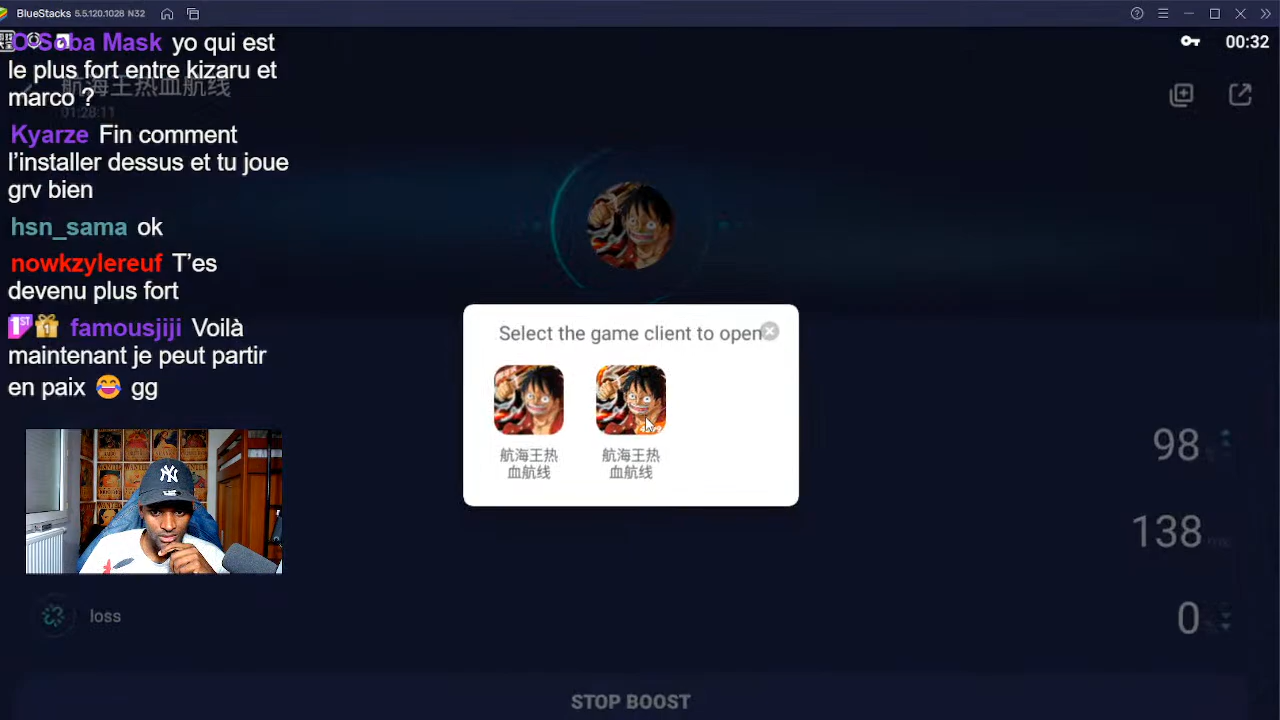 BlueStacks 5.5.120.1028 N32
O Soba Mask yo qui est
le plus fort entre kizaru et
marco ?
航海王热血航线
01:28:11
Kyarze Fin comment
l’installer dessus et tu joue
grv bien
hsn_sama ok
nowkzylereuf T’es
devenu plus fort
1ST 1 famousjiji Voilà
maintenant je peut partir
en paix 😂 gg
00:32
Select the game client to open
航海王热
血航线
航海王热
血航线
98
138
loss
0
STOP BOOST